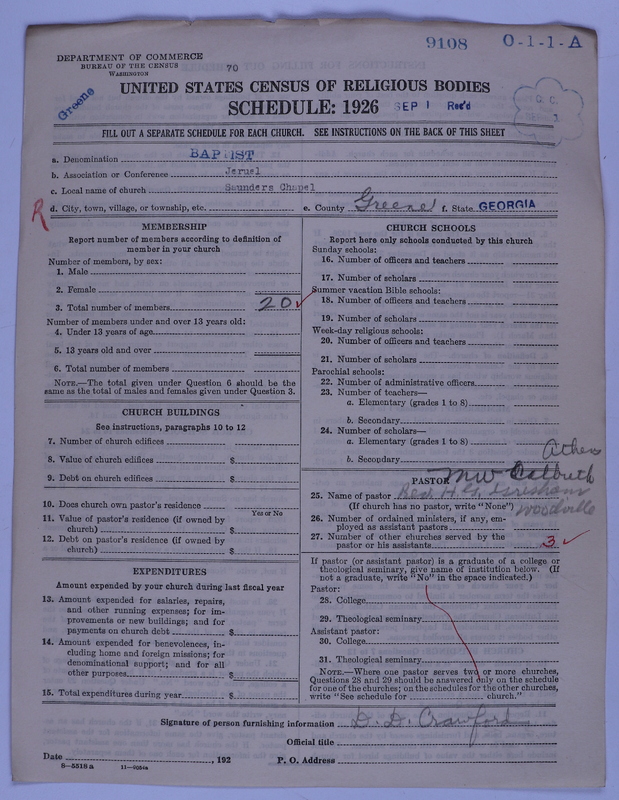 9108 O-1-1-A
DEPARTMENT OF COMMERCE
BUREAU OF THE CENSUS
WASHINGTON
70
Greene
UNITED STATES CENSUS OF RELIGIOUS BODIES
SCHEDULE: 1926 SEP 1 Rec'd
FILL OUT A SEPARATE SCHEDULE FOR EACH CHURCH. SEE INSTRUCTIONS ON THE BACK OF THIS SHEET
a. Denomination BAPTIST
b. Association or Conference Jeruel
c. Local name of church Saunders Chapel
R d. City, town, village, or township, etc. e. County Greene f. State GEORGIA
MEMBERSHIP
Report number of members according to definition of
member in your church
Number of members, by sex:
1. Male
2. Female
3. Total number of members 20
Number of members under and over 13 years old:
4. Under 13 years of age
5. 13 years old and over
6. Total number of members
NOTE.—The total given under Question 6 should be the
same as the total of males and females given under Question 3.
CHURCH BUILDINGS
See instructions, paragraphs 10 to 12
7. Number of church edifices
8. Value of church edifices $
9. Debt on church edifices $
10. Does church own pastor's residence
Yes or No
11. Value of pastor's residence (if owned by
church) $
12. Debt on pastor's residence (if owned by
church) $
EXPENDITURES
Amount expended by your church during last fiscal year
13. Amount expended for salaries, repairs,
and other running expenses; for im-
provements or new buildings; and for
payments on church debt $
14. Amount expended for benevolences, in-
cluding home and foreign missions; for
denominational support; and for all
other purposes $
15. Total expenditures during year $
CHURCH SCHOOLS
Report here only schools conducted by this church
Sunday schools:
16. Number of officers and teachers
17. Number of scholars
Summer vacation Bible schools:
18. Number of officers and teachers
19. Number of scholars
Week-day religious schools:
20. Number of officers and teachers
21. Number of scholars
Parochial schools:
22. Number of administrative officers
23. Number of teachers—
a. Elementary (grades 1 to 8)
b. Secondary
24. Number of scholars—
a. Elementary (grades 1 to 8)
Athens
b. Secondary
PASTOR MW
25. Name of pastor Rev. H. G. Gresham
Woodville
(If church has no pastor, write "None")
26. Number of ordained ministers, if any, em-
ployed as assistant pastors
27. Number of other churches served by the
pastor or his assistants 3
If pastor (or assistant pastor) is a graduate of a college or
theological seminary, give name of institution below. (If
not a graduate, write "No" in the space indicated.)
Pastor:
28. College
29. Theological seminary
Assistant pastor:
30. College
31. Theological seminary
NOTE.—Where one pastor serves two or more churches,
Questions 28 and 29 should be answered only on the schedule
for one of the churches; on the schedules for the other churches,
write "See schedule for church."
Signature of person furnishing information D. D. Crawford
Official title
Date , 192 P. O. Address
8—5518 a